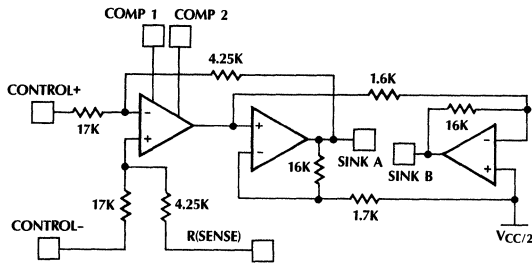 COMP 1 COMP 2
4.25K
CONTROL+
1.6K
17K
16K
16K
SINK A
SINK B
17K
4.25K
1.7K
R(SENSE)
CONTROL–
VCC/2
- + + - - +